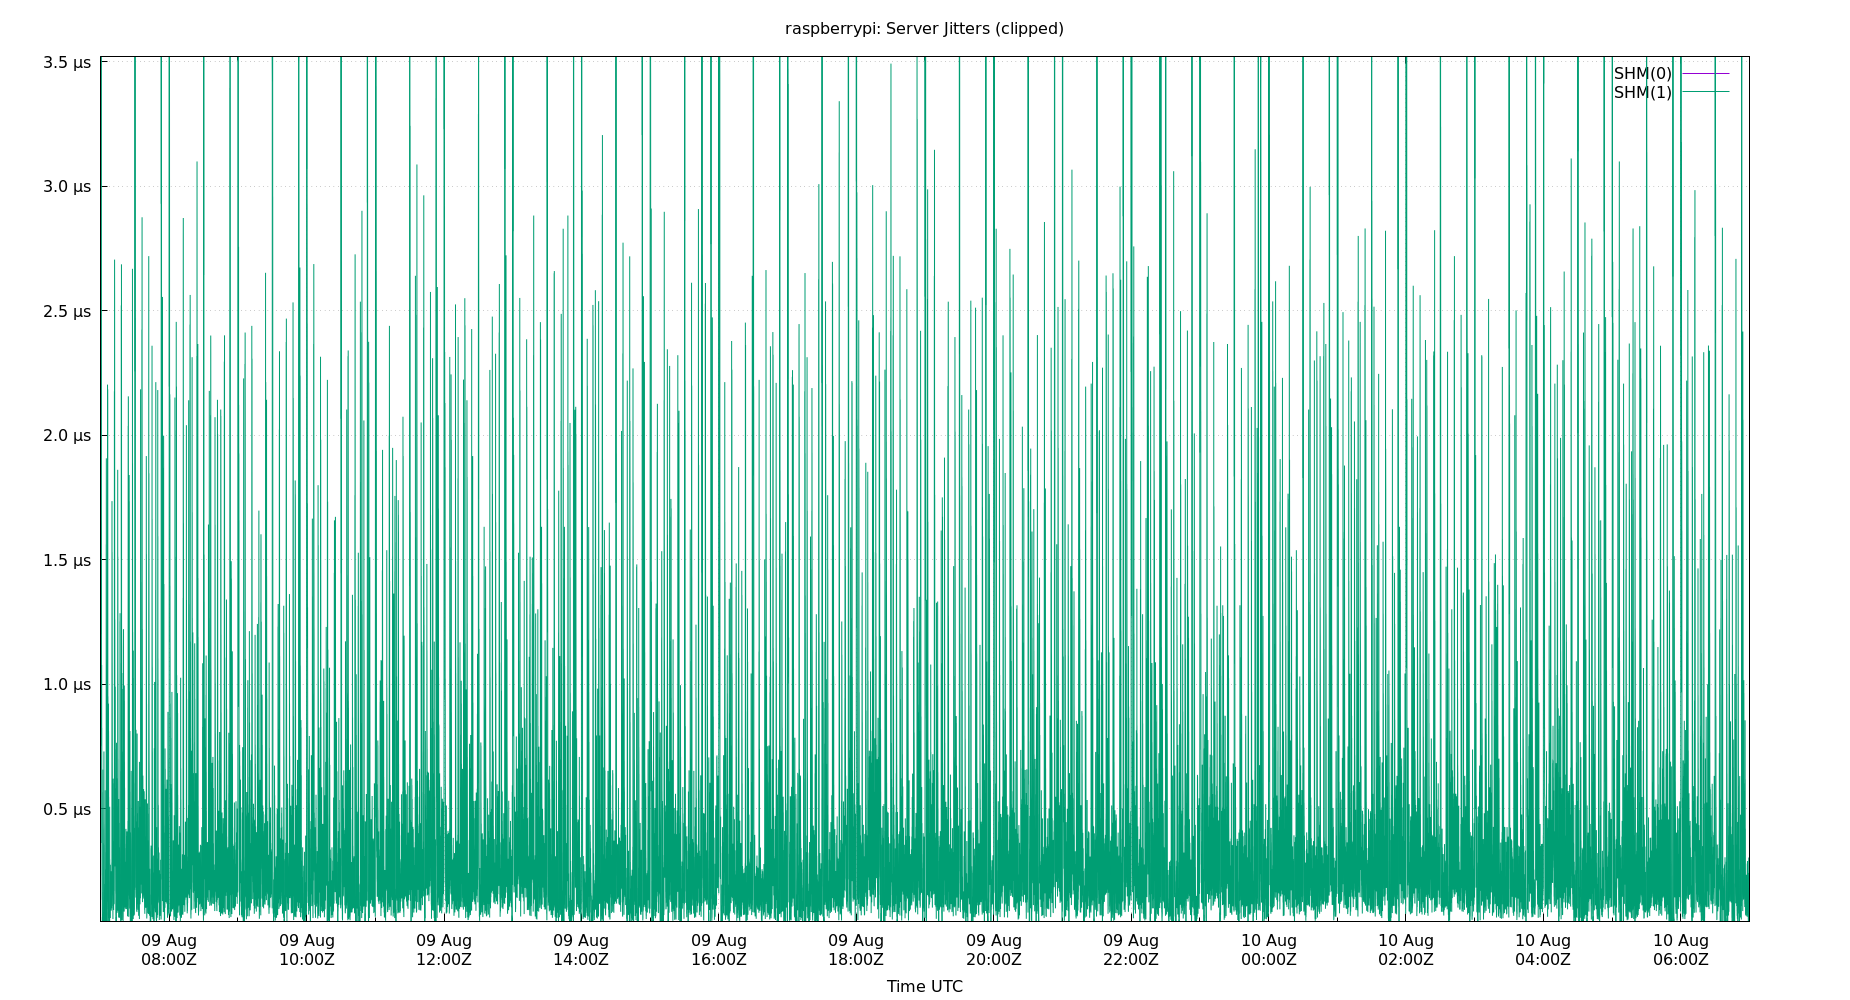 raspberrypi: Server Jitters (clipped)
3.5 µs
3.0 µs
2.5 µs
2.0 µs
1.5 µs
1.0 µs
0.5 µs
SHM(0)
SHM(1)
09 Aug 09 Aug 09 Aug 09 Aug 09 Aug 09 Aug 09 Aug 09 Aug 10 Aug 10 Aug 10 Aug 10 Aug
08:00Z 10:00Z 12:00Z 14:00Z 16:00Z 18:00Z 20:00Z 22:00Z 00:00Z 02:00Z 04:00Z 06:00Z
Time UTC